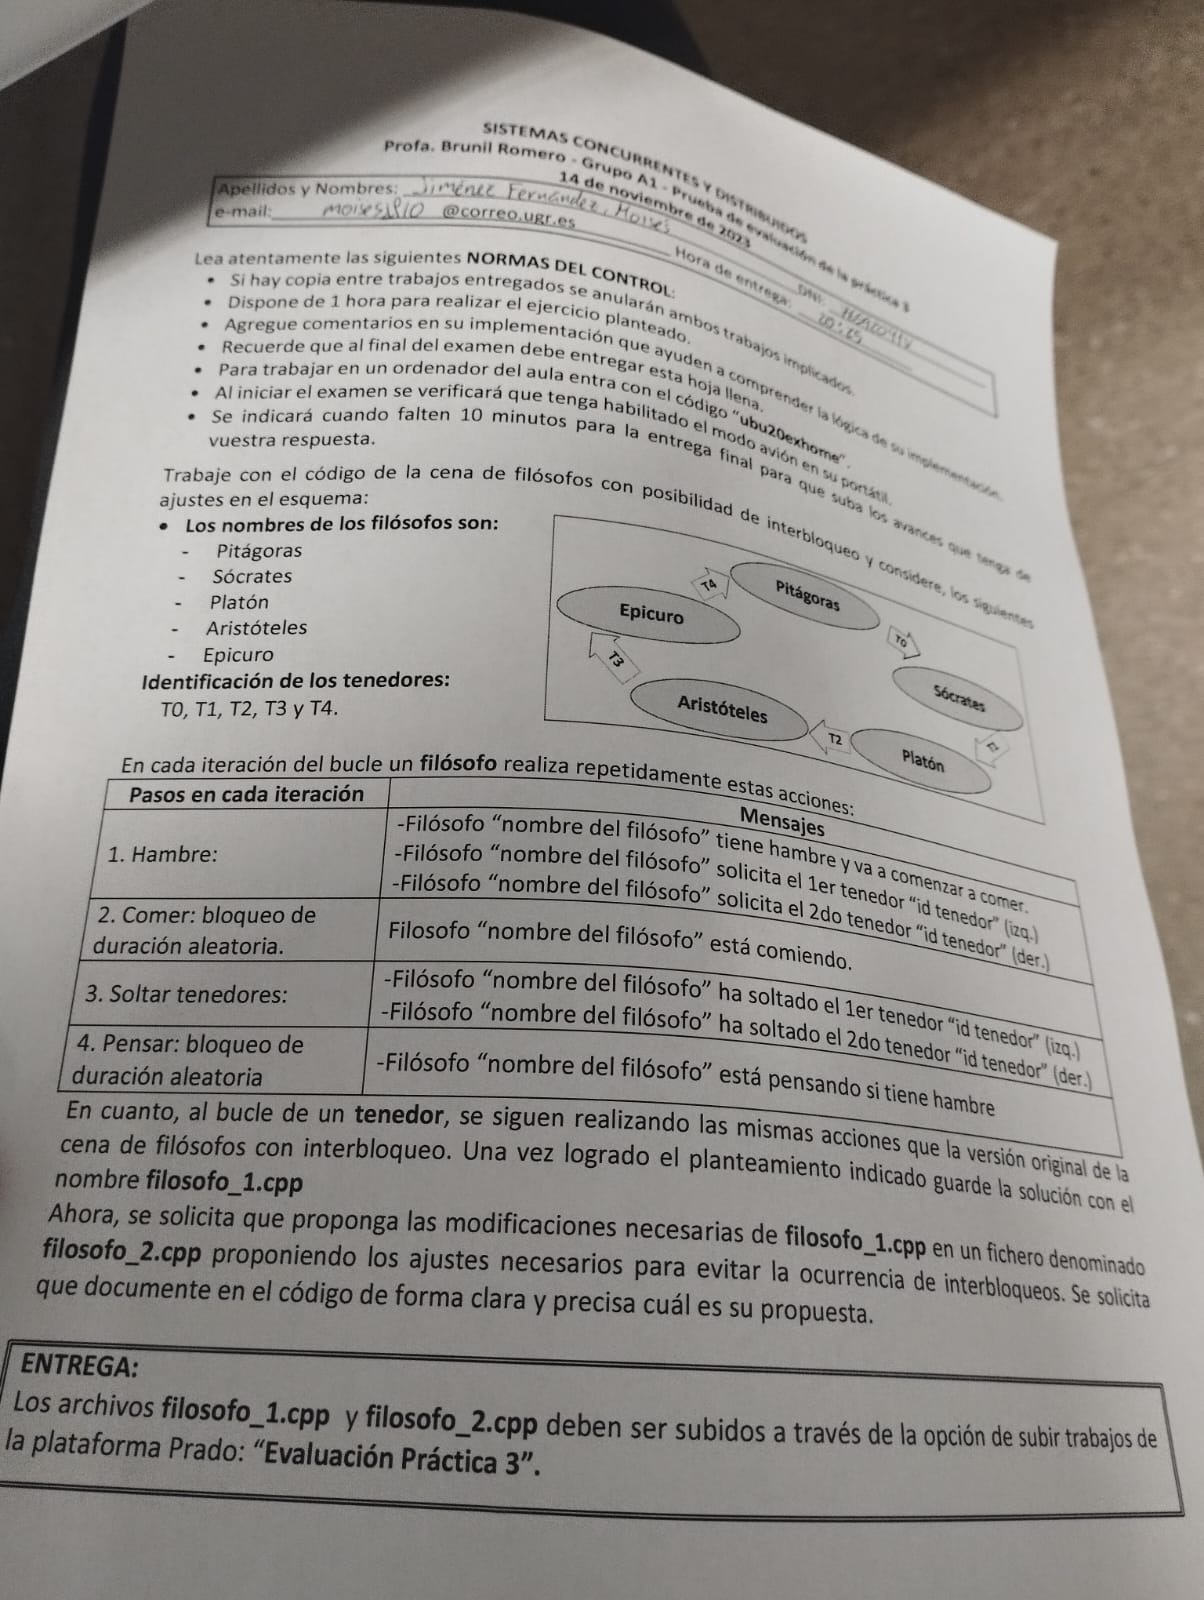 SISTEMAS CONCURRENTES Y DISTRIBUIDOS
Profa. Brunil Romero - Grupo A1 - Prueba de evaluación de la práctica 3
14 de noviembre de 2023
Apellidos y Nombres: Jiménez Fernández, Moisés DNI:
e-mail: @correo.ugr.es Hora de entrega: 20:25
Lea atentamente las siguientes NORMAS DEL CONTROL:
• Si hay copia entre trabajos entregados se anularán ambos trabajos implicados.
• Dispone de 1 hora para realizar el ejercicio planteado.
• Agregue comentarios en su implementación que ayuden a comprender la lógica de su implementación.
• Recuerde que al final del examen debe entregar esta hoja llena.
• Para trabajar en un ordenador del aula entra con el código "ubu20exhome".
• Al iniciar el examen se verificará que tenga habilitado el modo avión en su portátil.
• Se indicará cuando falten 10 minutos para la entrega final para que suba los avances que tenga de
vuestra respuesta.
Trabaje con el código de la cena de filósofos con posibilidad de interbloqueo y considere, los siguientes
ajustes en el esquema:
• Los nombres de los filósofos son:
- Pitágoras
- Sócrates
- Platón
- Aristóteles
- Epicuro
Identificación de los tenedores:
T0, T1, T2, T3 y T4.
Pitágoras
T0
Sócrates
Platón
T2
Aristóteles
T3
Epicuro
T4
En cada iteración del bucle un filósofo realiza repetidamente estas acciones:
Pasos en cada iteración
Mensajes
1. Hambre:
-Filósofo "nombre del filósofo" tiene hambre y va a comenzar a comer.
-Filósofo "nombre del filósofo" solicita el 1er tenedor "id tenedor" (izq.)
-Filósofo "nombre del filósofo" solicita el 2do tenedor "id tenedor" (der.)
2. Comer: bloqueo de
duración aleatoria.
Filosofo "nombre del filósofo" está comiendo.
3. Soltar tenedores:
-Filósofo "nombre del filósofo" ha soltado el 1er tenedor "id tenedor" (izq.)
-Filósofo "nombre del filósofo" ha soltado el 2do tenedor "id tenedor" (der.)
4. Pensar: bloqueo de
duración aleatoria
-Filósofo "nombre del filósofo" está pensando si tiene hambre
En cuanto, al bucle de un tenedor, se siguen realizando las mismas acciones que la versión original de la
cena de filósofos con interbloqueo. Una vez logrado el planteamiento indicado guarde la solución con el
nombre filosofo_1.cpp
Ahora, se solicita que proponga las modificaciones necesarias de filosofo_1.cpp en un fichero denominado
filosofo_2.cpp proponiendo los ajustes necesarios para evitar la ocurrencia de interbloqueos. Se solicita
que documente en el código de forma clara y precisa cuál es su propuesta.
ENTREGA:
Los archivos filosofo_1.cpp y filosofo_2.cpp deben ser subidos a través de la opción de subir trabajos de
la plataforma Prado: "Evaluación Práctica 3".